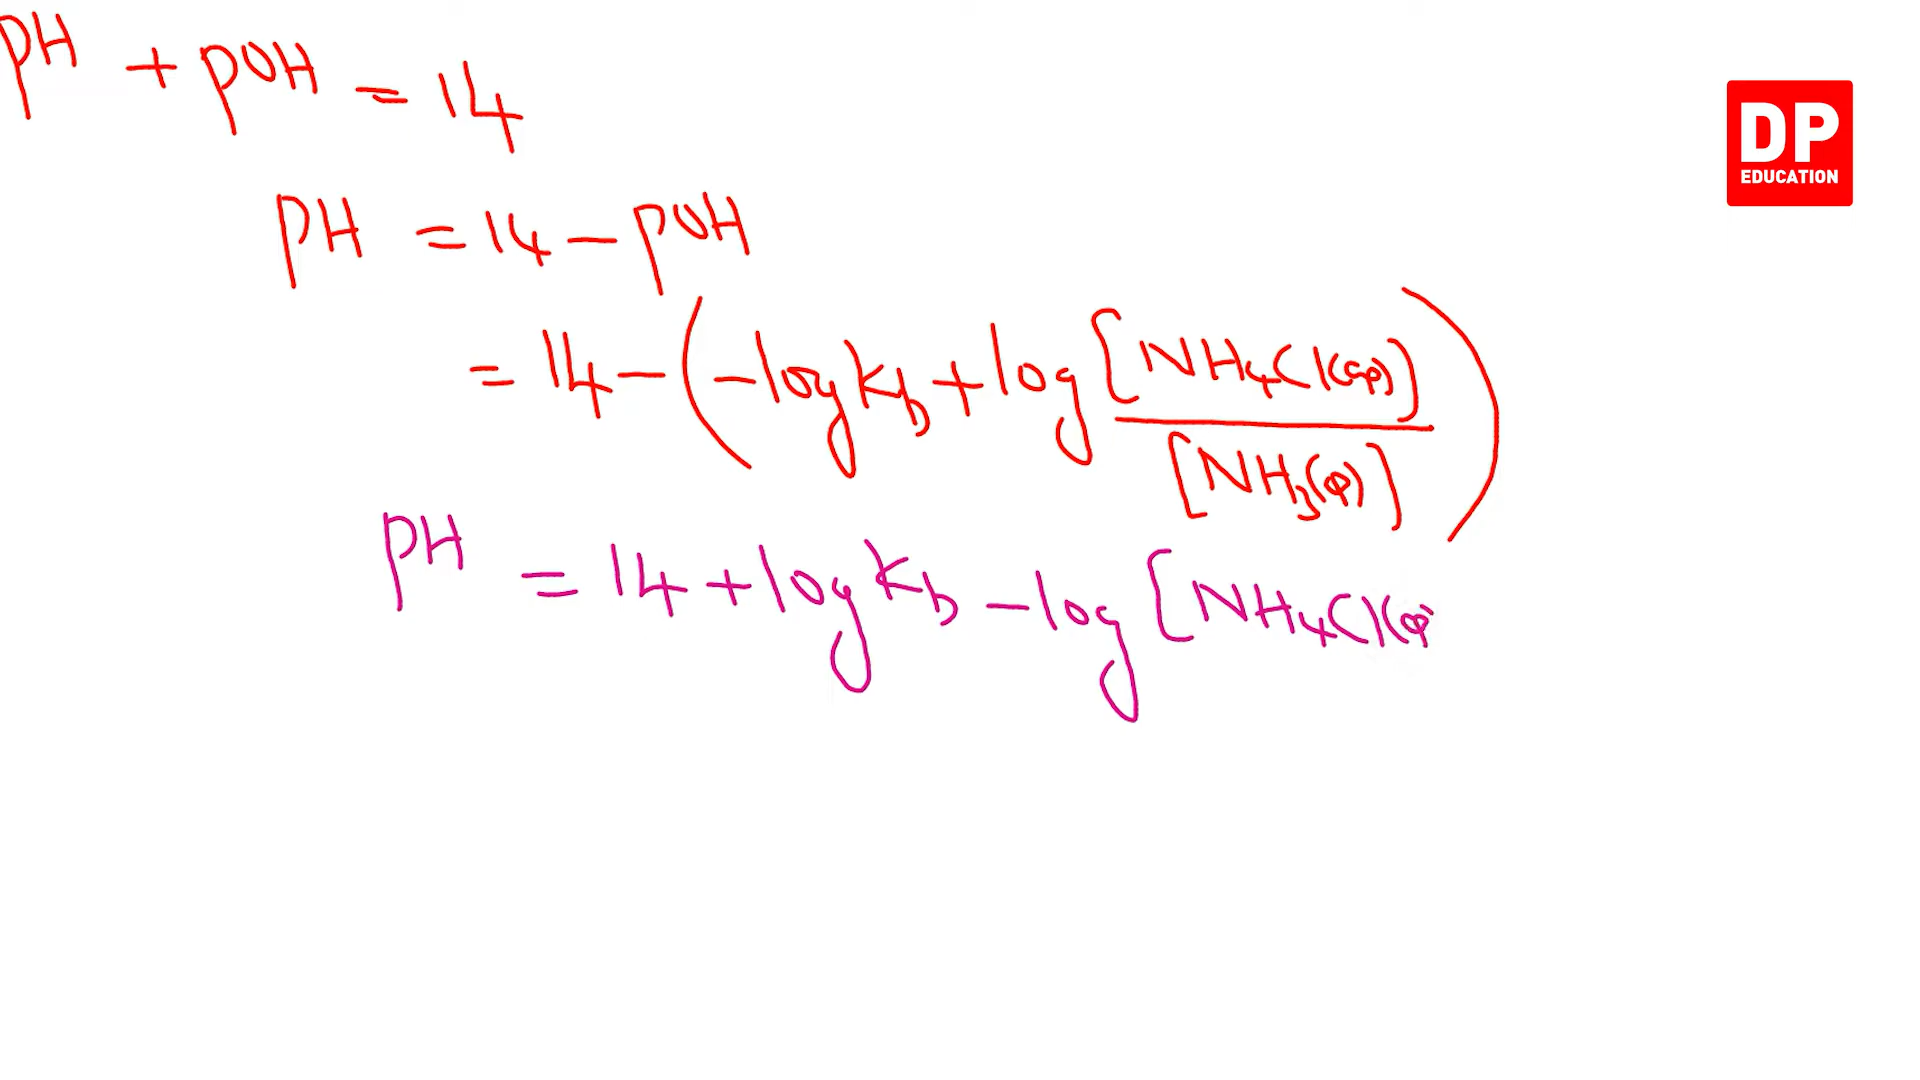 pH + pOH = 14
DP
EDUCATION
pH = 14 - pOH
= 14 - (-log Kb + log [NH4Cl(aq)]
[NH3(aq)] )
pH = 14 + log Kb - log [NH4Cl(aq)